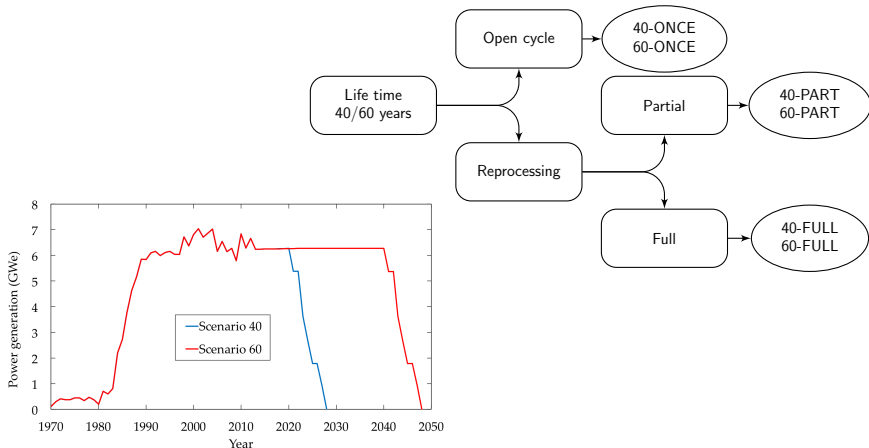 Open cycle
40-ONCE
60-ONCE
Life time
40/60 years
Partial
40-PART
60-PART
Reprocessing
Full
40-FULL
60-FULL
8
7
6
5
4
3
2
1
0
Power generation (GWe)
Scenario 40
Scenario 60
1970 1980 1990 2000 2010 2020 2030 2040 2050
Year